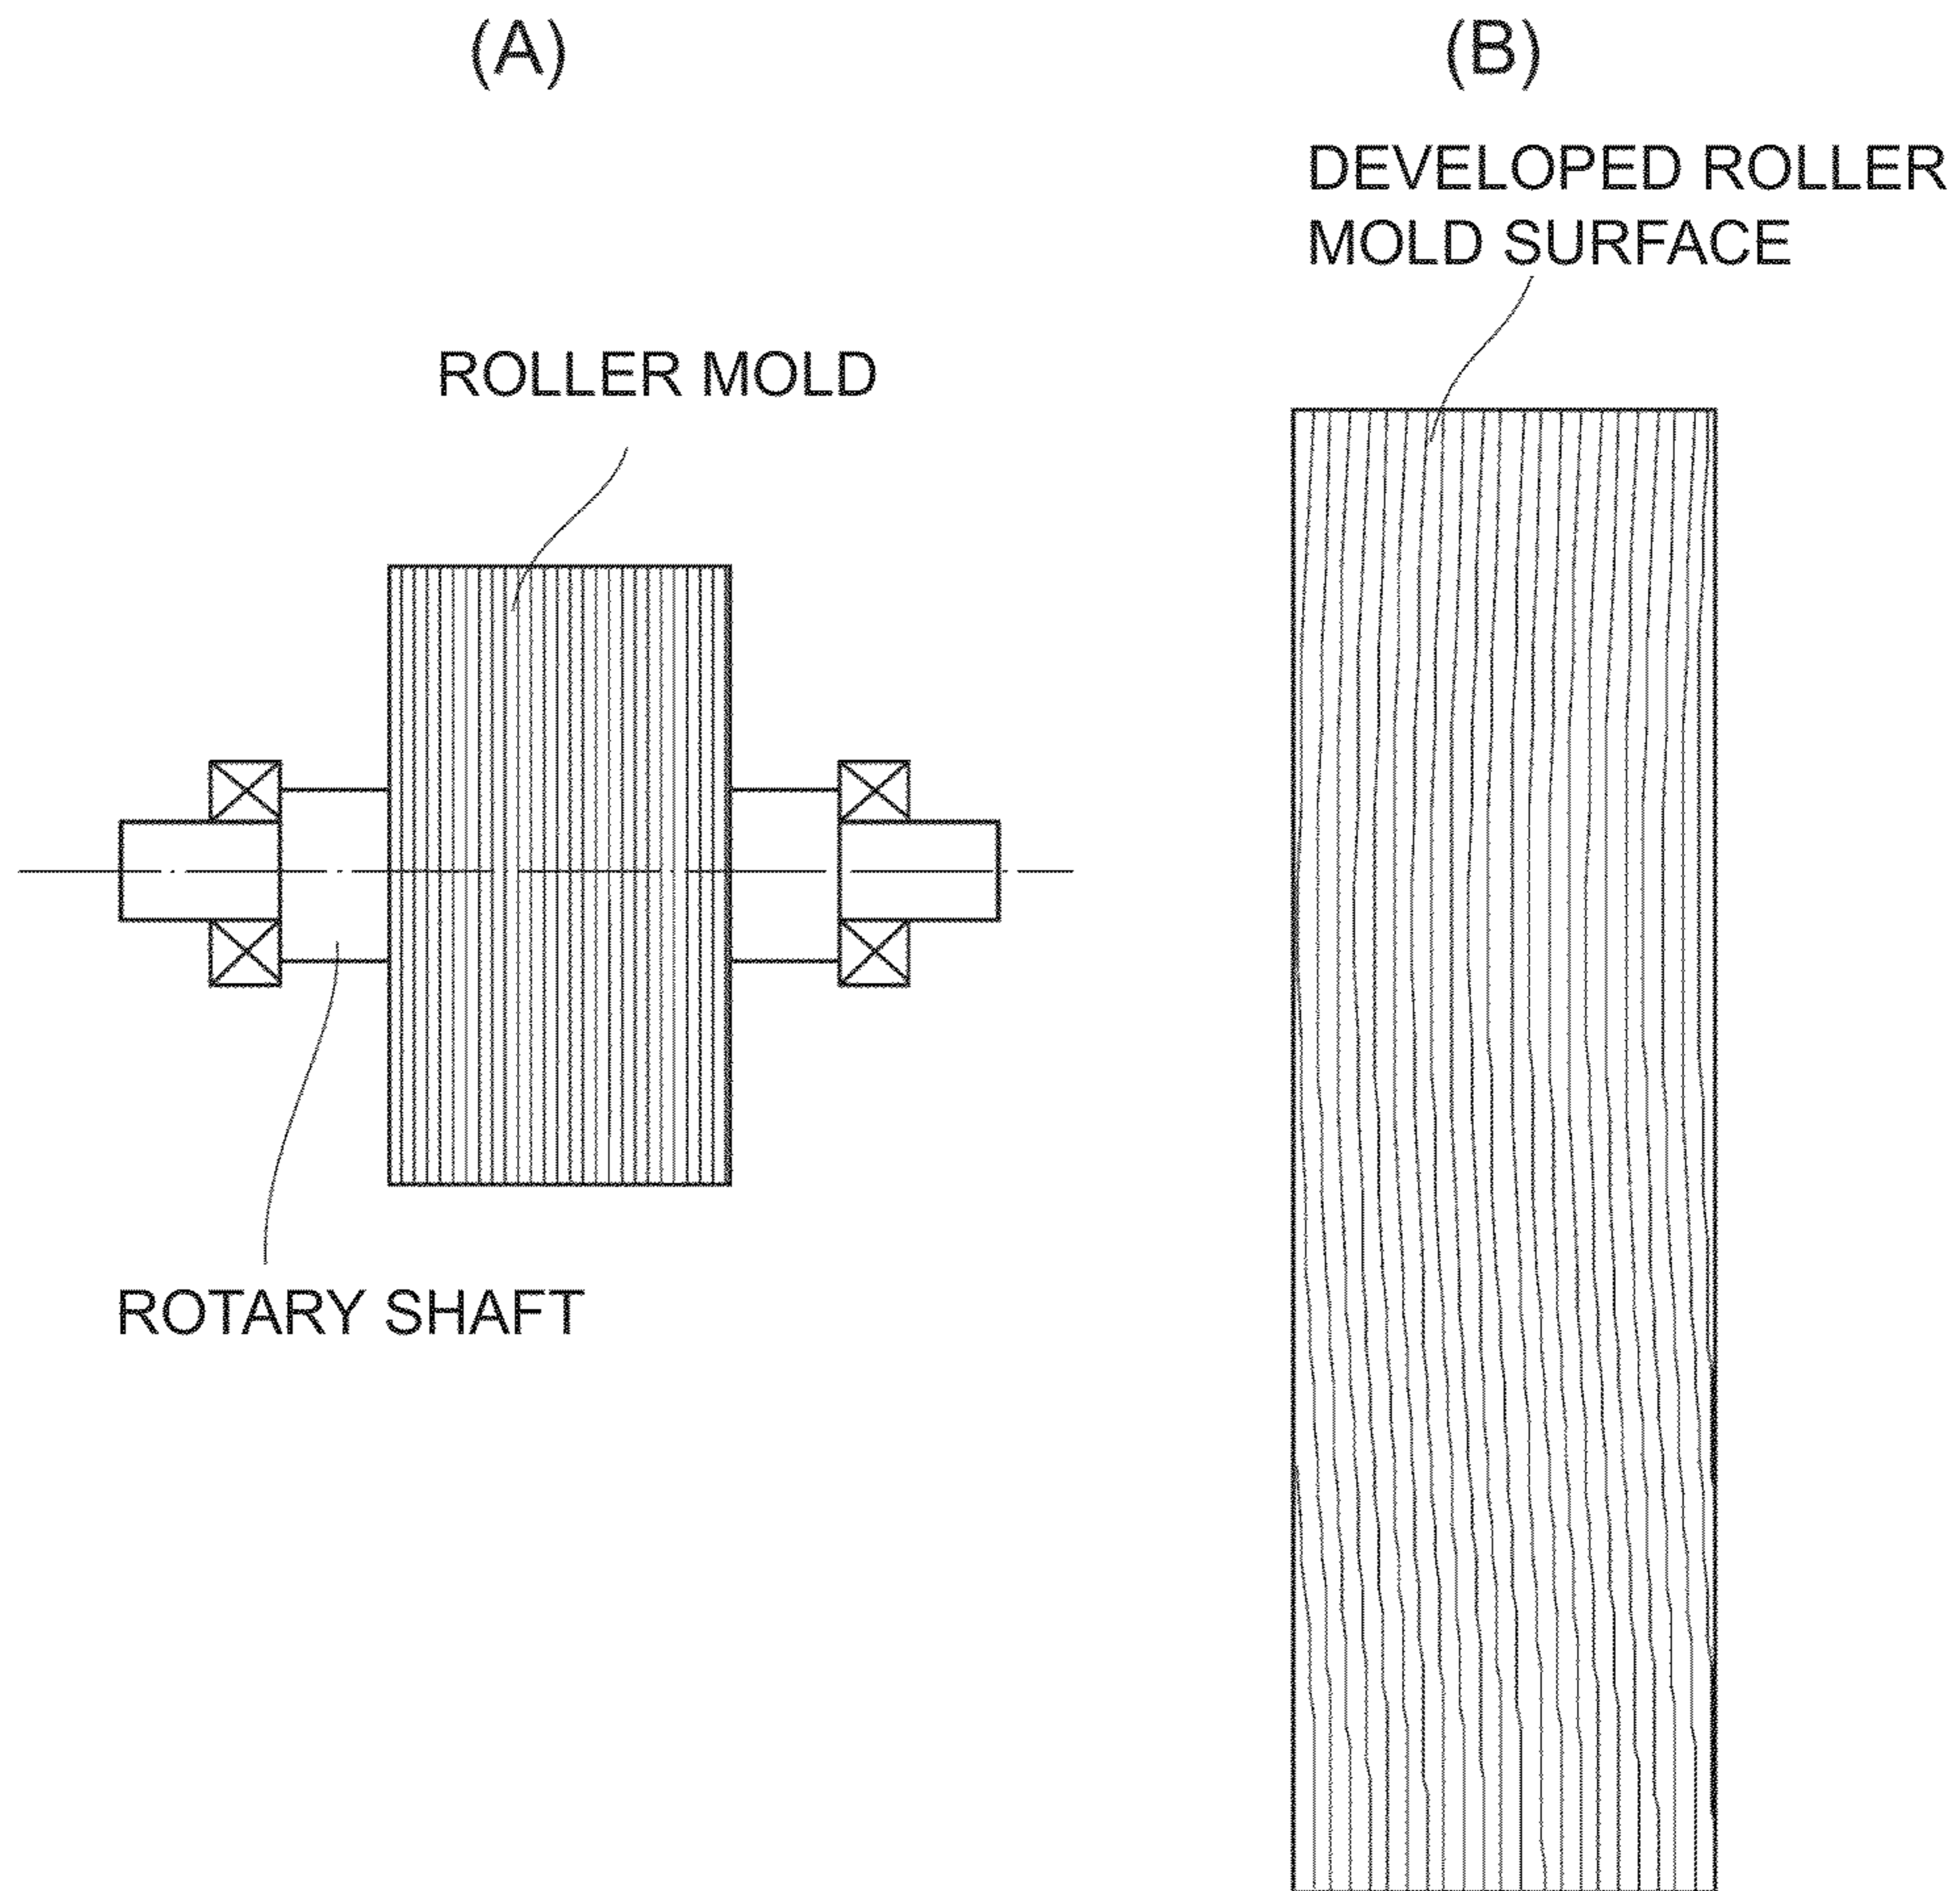 (A)
ROLLER MOLD
ROTARY SHAFT
(B)
DEVELOPED ROLLER
MOLD SURFACE